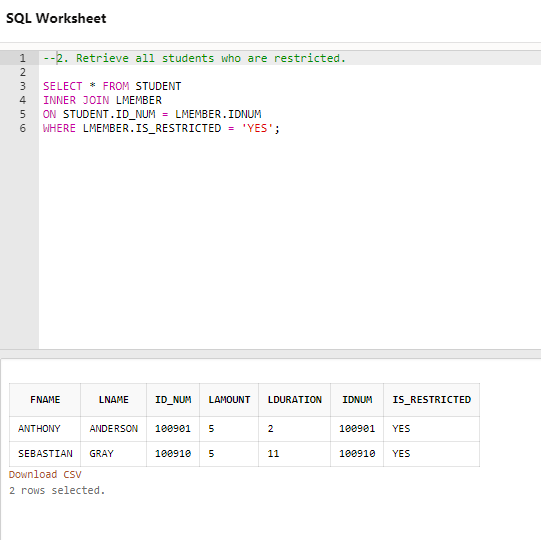 SQL Worksheet
1 --2. Retrieve all students who are restricted.
2
3 SELECT * FROM STUDENT
4 INNER JOIN LMEMBER
5 ON STUDENT.ID_NUM = LMEMBER.IDNUM
6 WHERE LMEMBER.IS_RESTRICTED = 'YES';
FNAME LNAME ID_NUM LAMOUNT LDURATION IDNUM IS_RESTRICTED
ANTHONY ANDERSON 100901 5 2 100901 YES
SEBASTIAN GRAY 100910 5 11 100910 YES
Download CSV
2 rows selected.